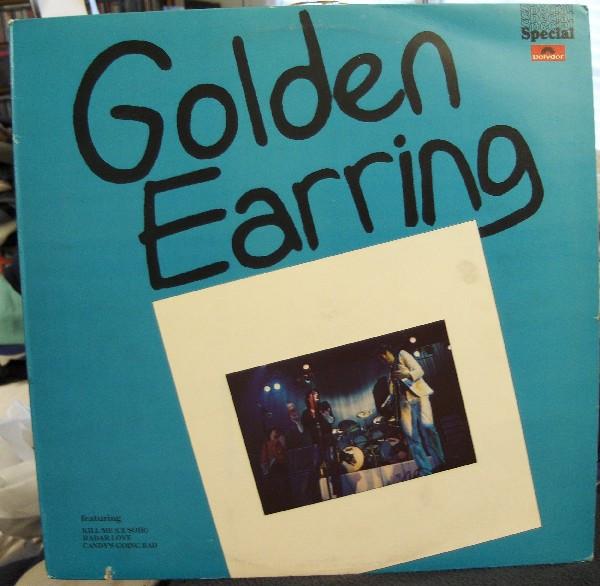 Special
polydor
Golden
Earring
featuring
KILL ME (CE SOIR)
RADAR LOVE
CANDY'S GOING BAD